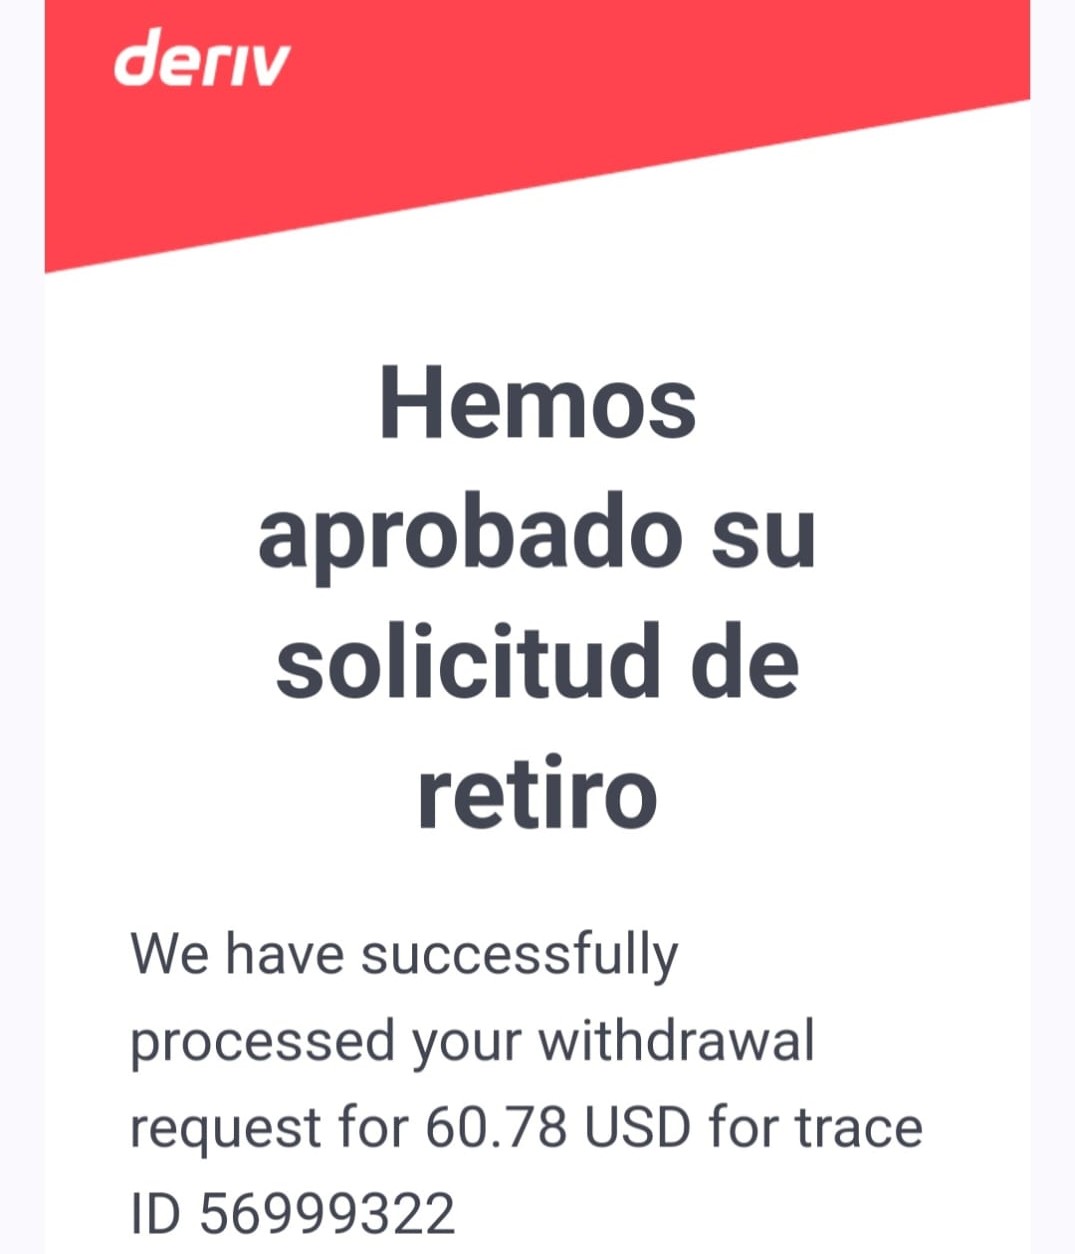 deriv
Hemos
aprobado su
solicitud de
retiro
We have successfully
processed your withdrawal
request for 60.78 USD for trace
ID 56999322